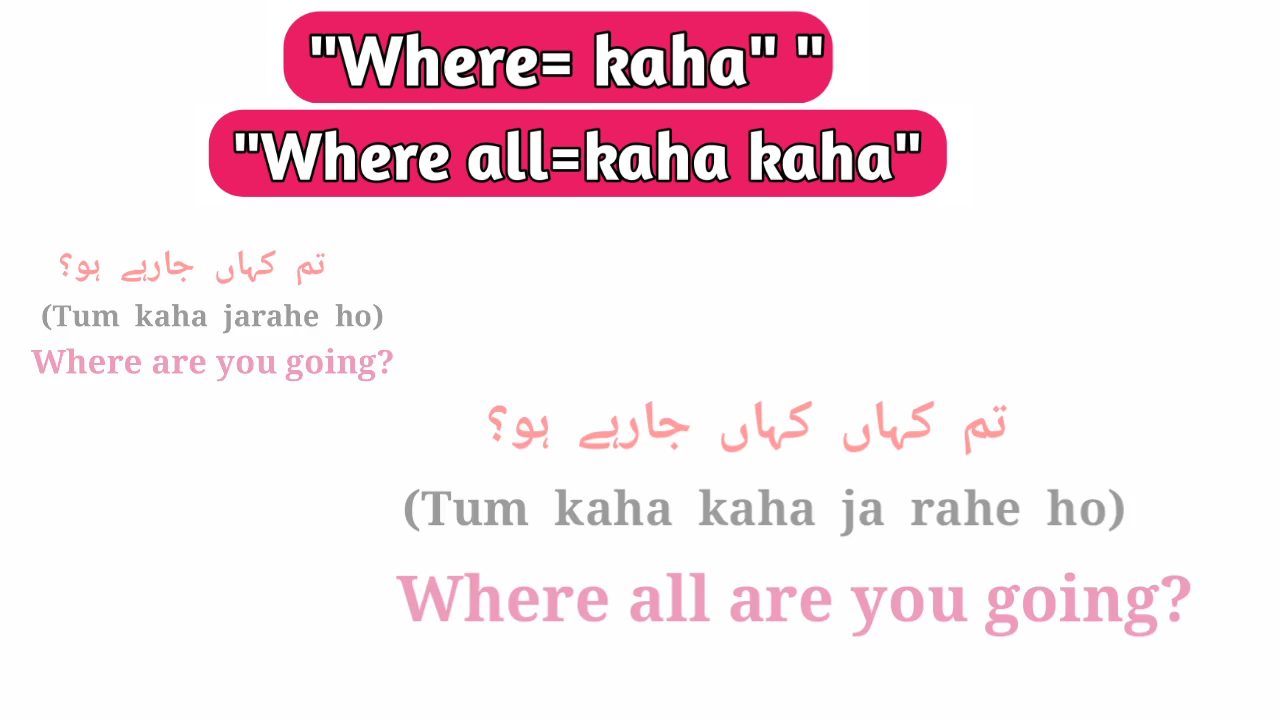 "Where= kaha" "
"Where all=kaha kaha"
تم کہاں جارہے ہو؟
(Tum kaha jarahe ho)
Where are you going?
تم کہاں کہاں جارہے ہو؟
(Tum kaha kaha ja rahe ho)
Where all are you going?